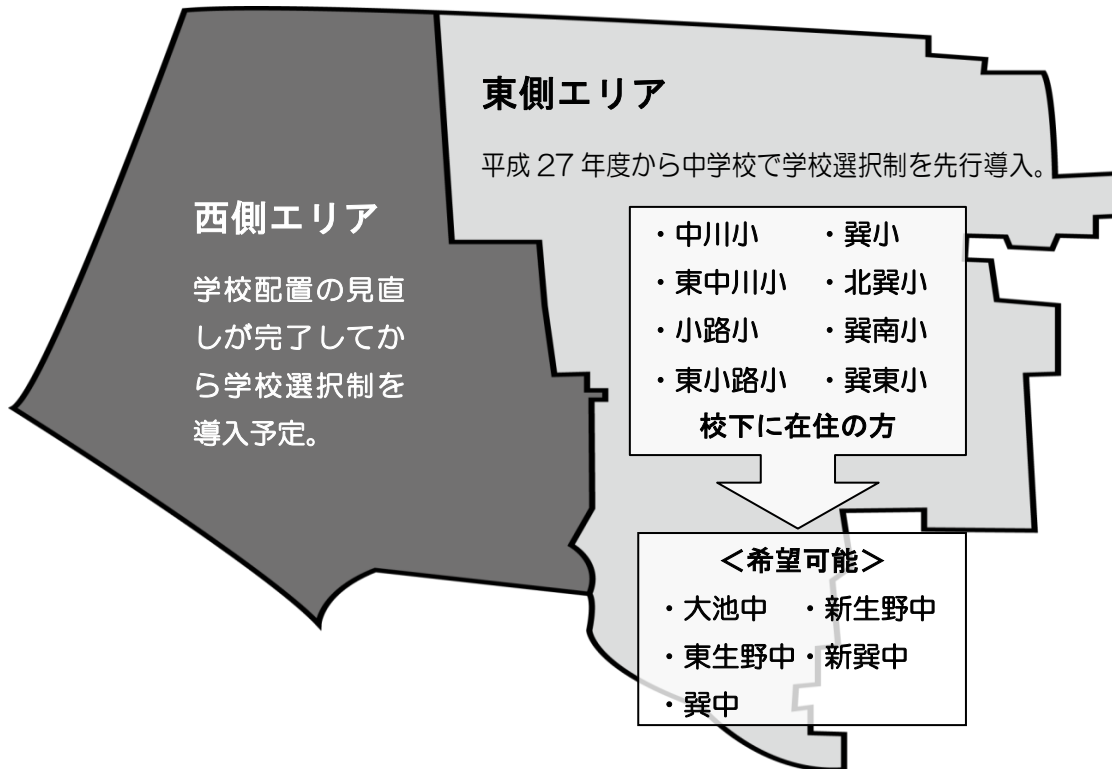 東側エリア
平成 27 年度から中学校で学校選択制を先行導入。
西側エリア
学校配置の見直
しが完了してか
ら学校選択制を
導入予定。
・中川小 ・巽小
・東中川小 ・北巽小
・小路小 ・巽南小
・東小路小 ・巽東小
校下に在住の方
＜希望可能＞
・大池中 ・新生野中
・東生野中・新巽中
・巽中